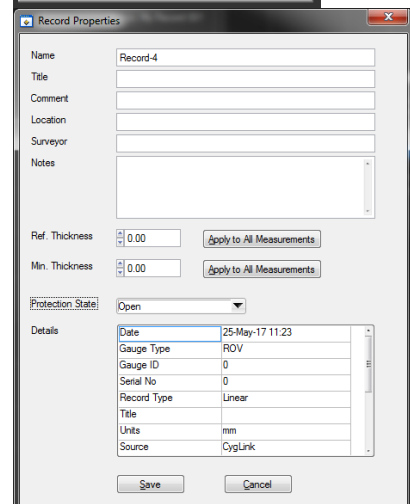 Record Properties
Name Record-4
Title
Comment
Location
Surveyor
Notes
Ref. Thickness 0.00 Apply to All Measurements
Min. Thickness 0.00 Apply to All Measurements
Protection State Open
Details Date 25-May-17 11:23
Gauge Type ROV
Gauge ID 0
Serial No 0
Record Type Linear
Title
Units mm
Source CygLink
Save Cancel